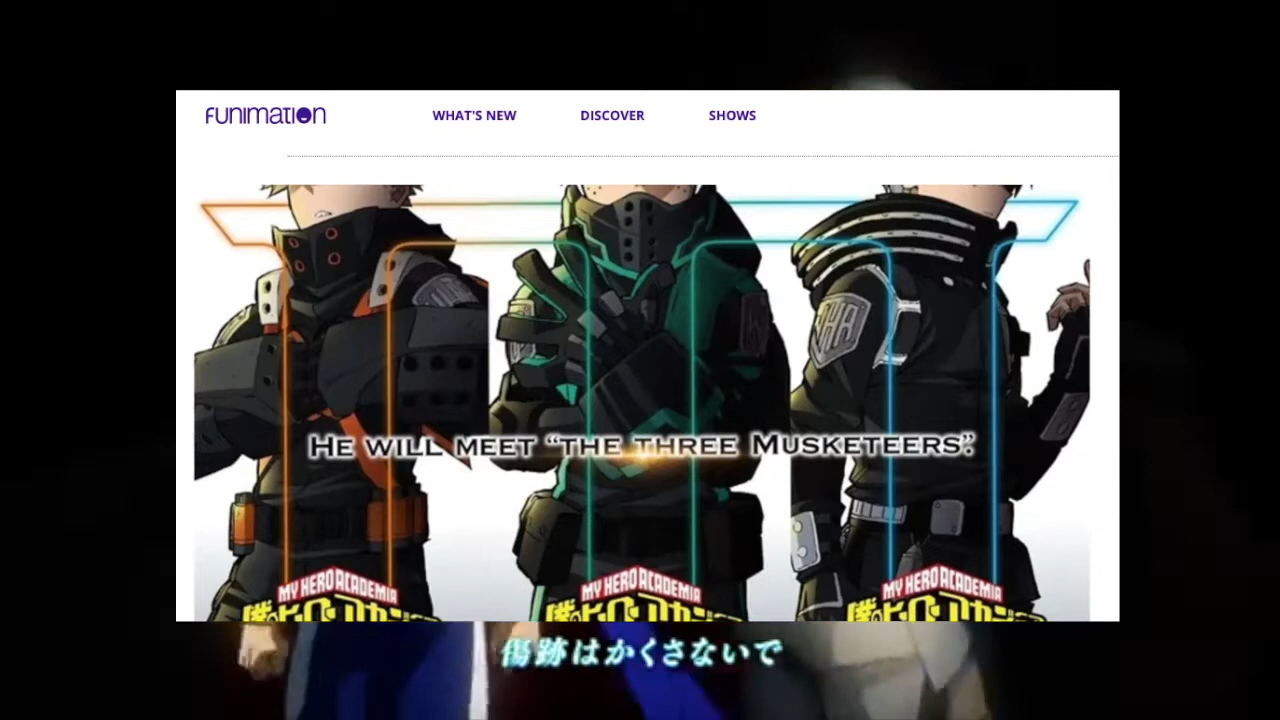 FUNIMATION WHAT'S NEW DISCOVER SHOWS
HE WILL MEET “THE THREE MUSKETEERS”.
MY HERO ACADEMIA MY HERO ACADEMIA MY HERO ACADEMIA
傷跡はかくさないで